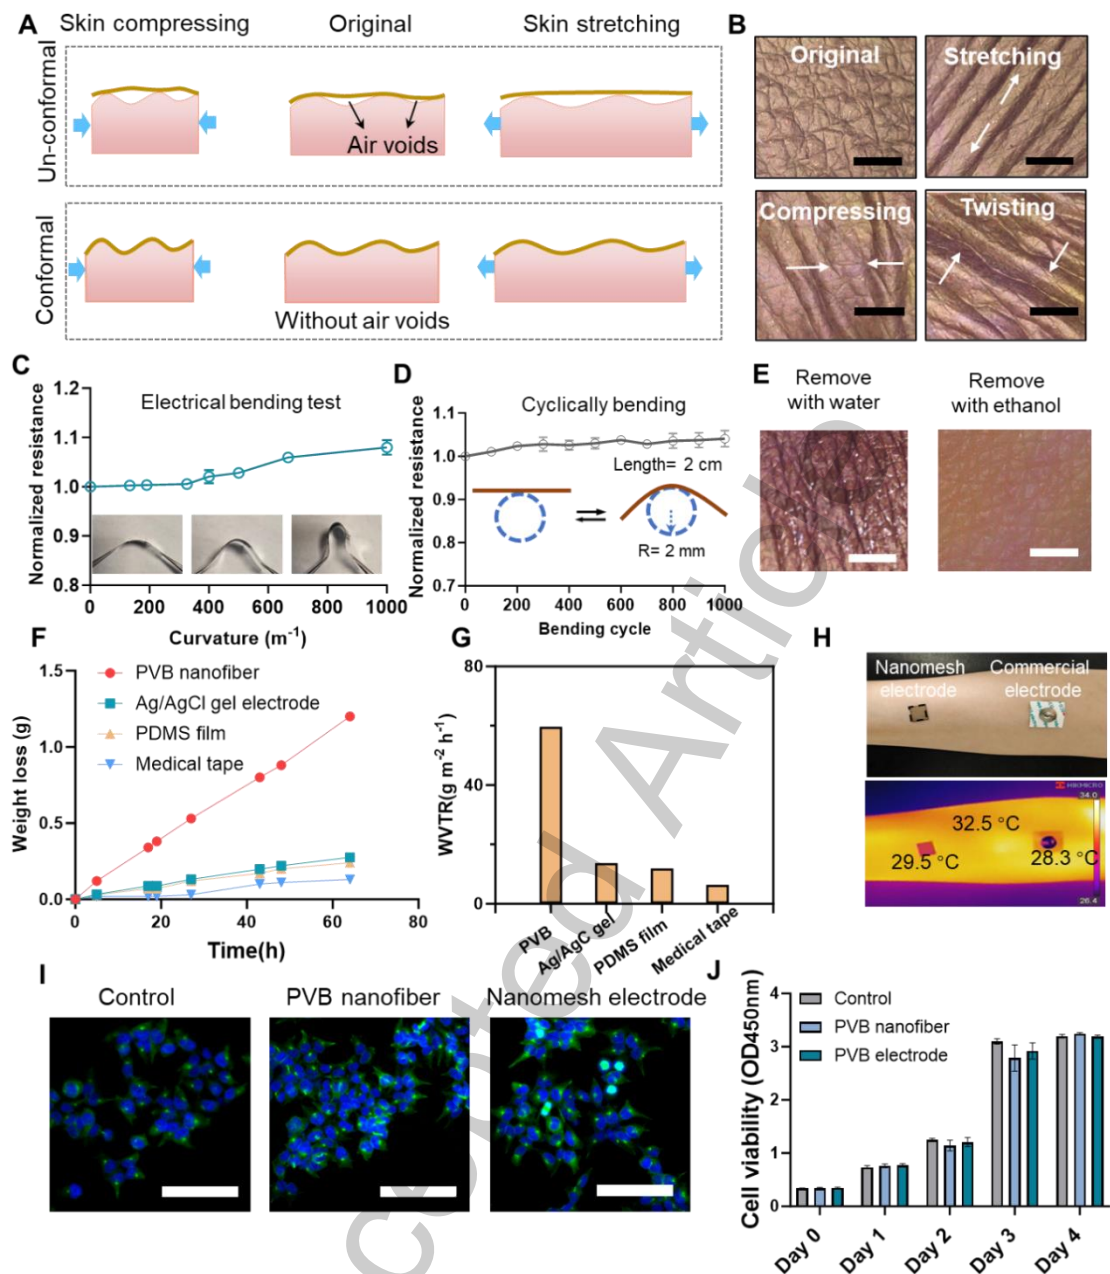 A
Skin compressing
Original
Skin stretching
Un-conformal
Air voids
Conformal
Without air voids
B
Original
Stretching
Compressing
Twisting
C
Normalized resistance
1.2
1.1
1.0
0.9
0.8
Electrical bending test
0
200
400
600
800
1000
Curvature (m⁻¹)
D
Normalized resistance
1.1
1.0
0.9
0.8
0.7
Cyclically bending
Length= 2 cm
R= 2 mm
0
200
400
600
800
1000
Bending cycle
E
Remove
with water
Remove
with ethanol
F
Weight loss (g)
1.5
1.0
0.5
0.0
PVB nanofiber
Ag/AgCl gel electrode
PDMS film
Medical tape
0
20
40
60
80
Time(h)
G
WVTR(g m⁻² h⁻¹)
80
40
0
PVB
Ag/AgC gel
PDMS film
Medical tape
H
Nanomesh
electrode
Commercial
electrode
HIKMICRO
34.0
32.5 °C
29.5 °C
28.3 °C
26.4
I
Control
PVB nanofiber
Nanomesh electrode
J
Cell viability (OD450nm)
4
3
2
1
0
Control
PVB nanofiber
PVB electrode
Day 0
Day 1
Day 2
Day 3
Day 4
cepted Article